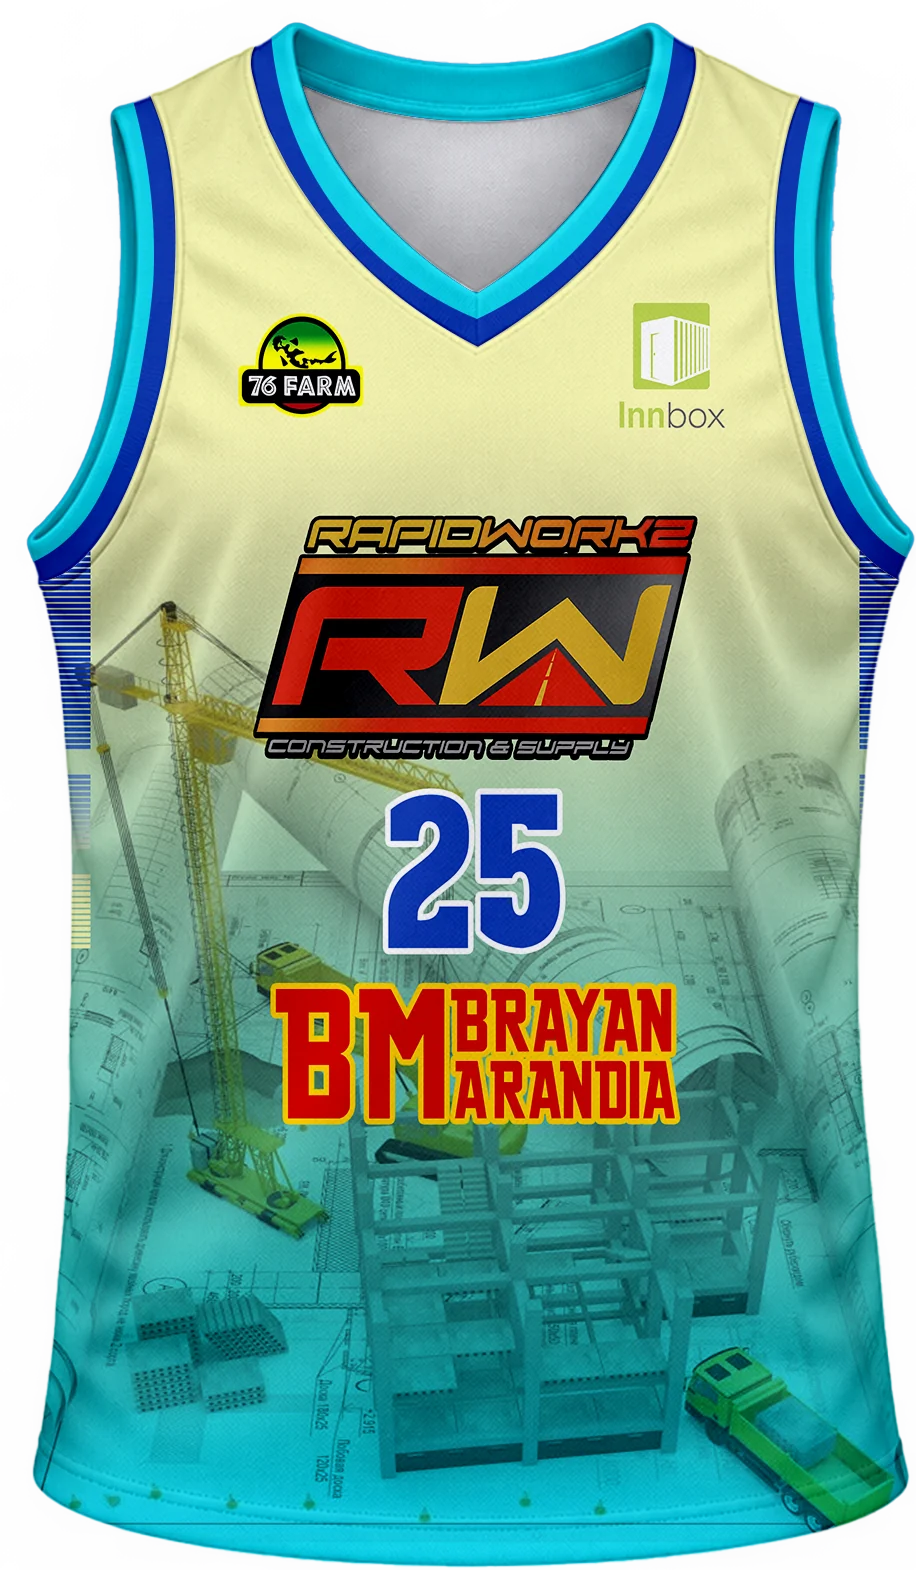 76 FARM
Innbox
RAPIDWORKZ
RW
CONSTRUCTION & SUPPLY
25
BM BRAYAN
ARANDIA